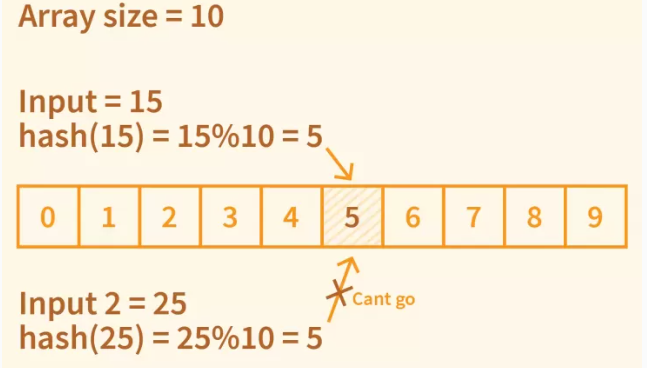 Array size = 10
Input = 15
hash(15) = 15%10 = 5
0 1 2 3 4 5 6 7 8 9
Cant go
Input 2 = 25
hash(25) = 25%10 = 5